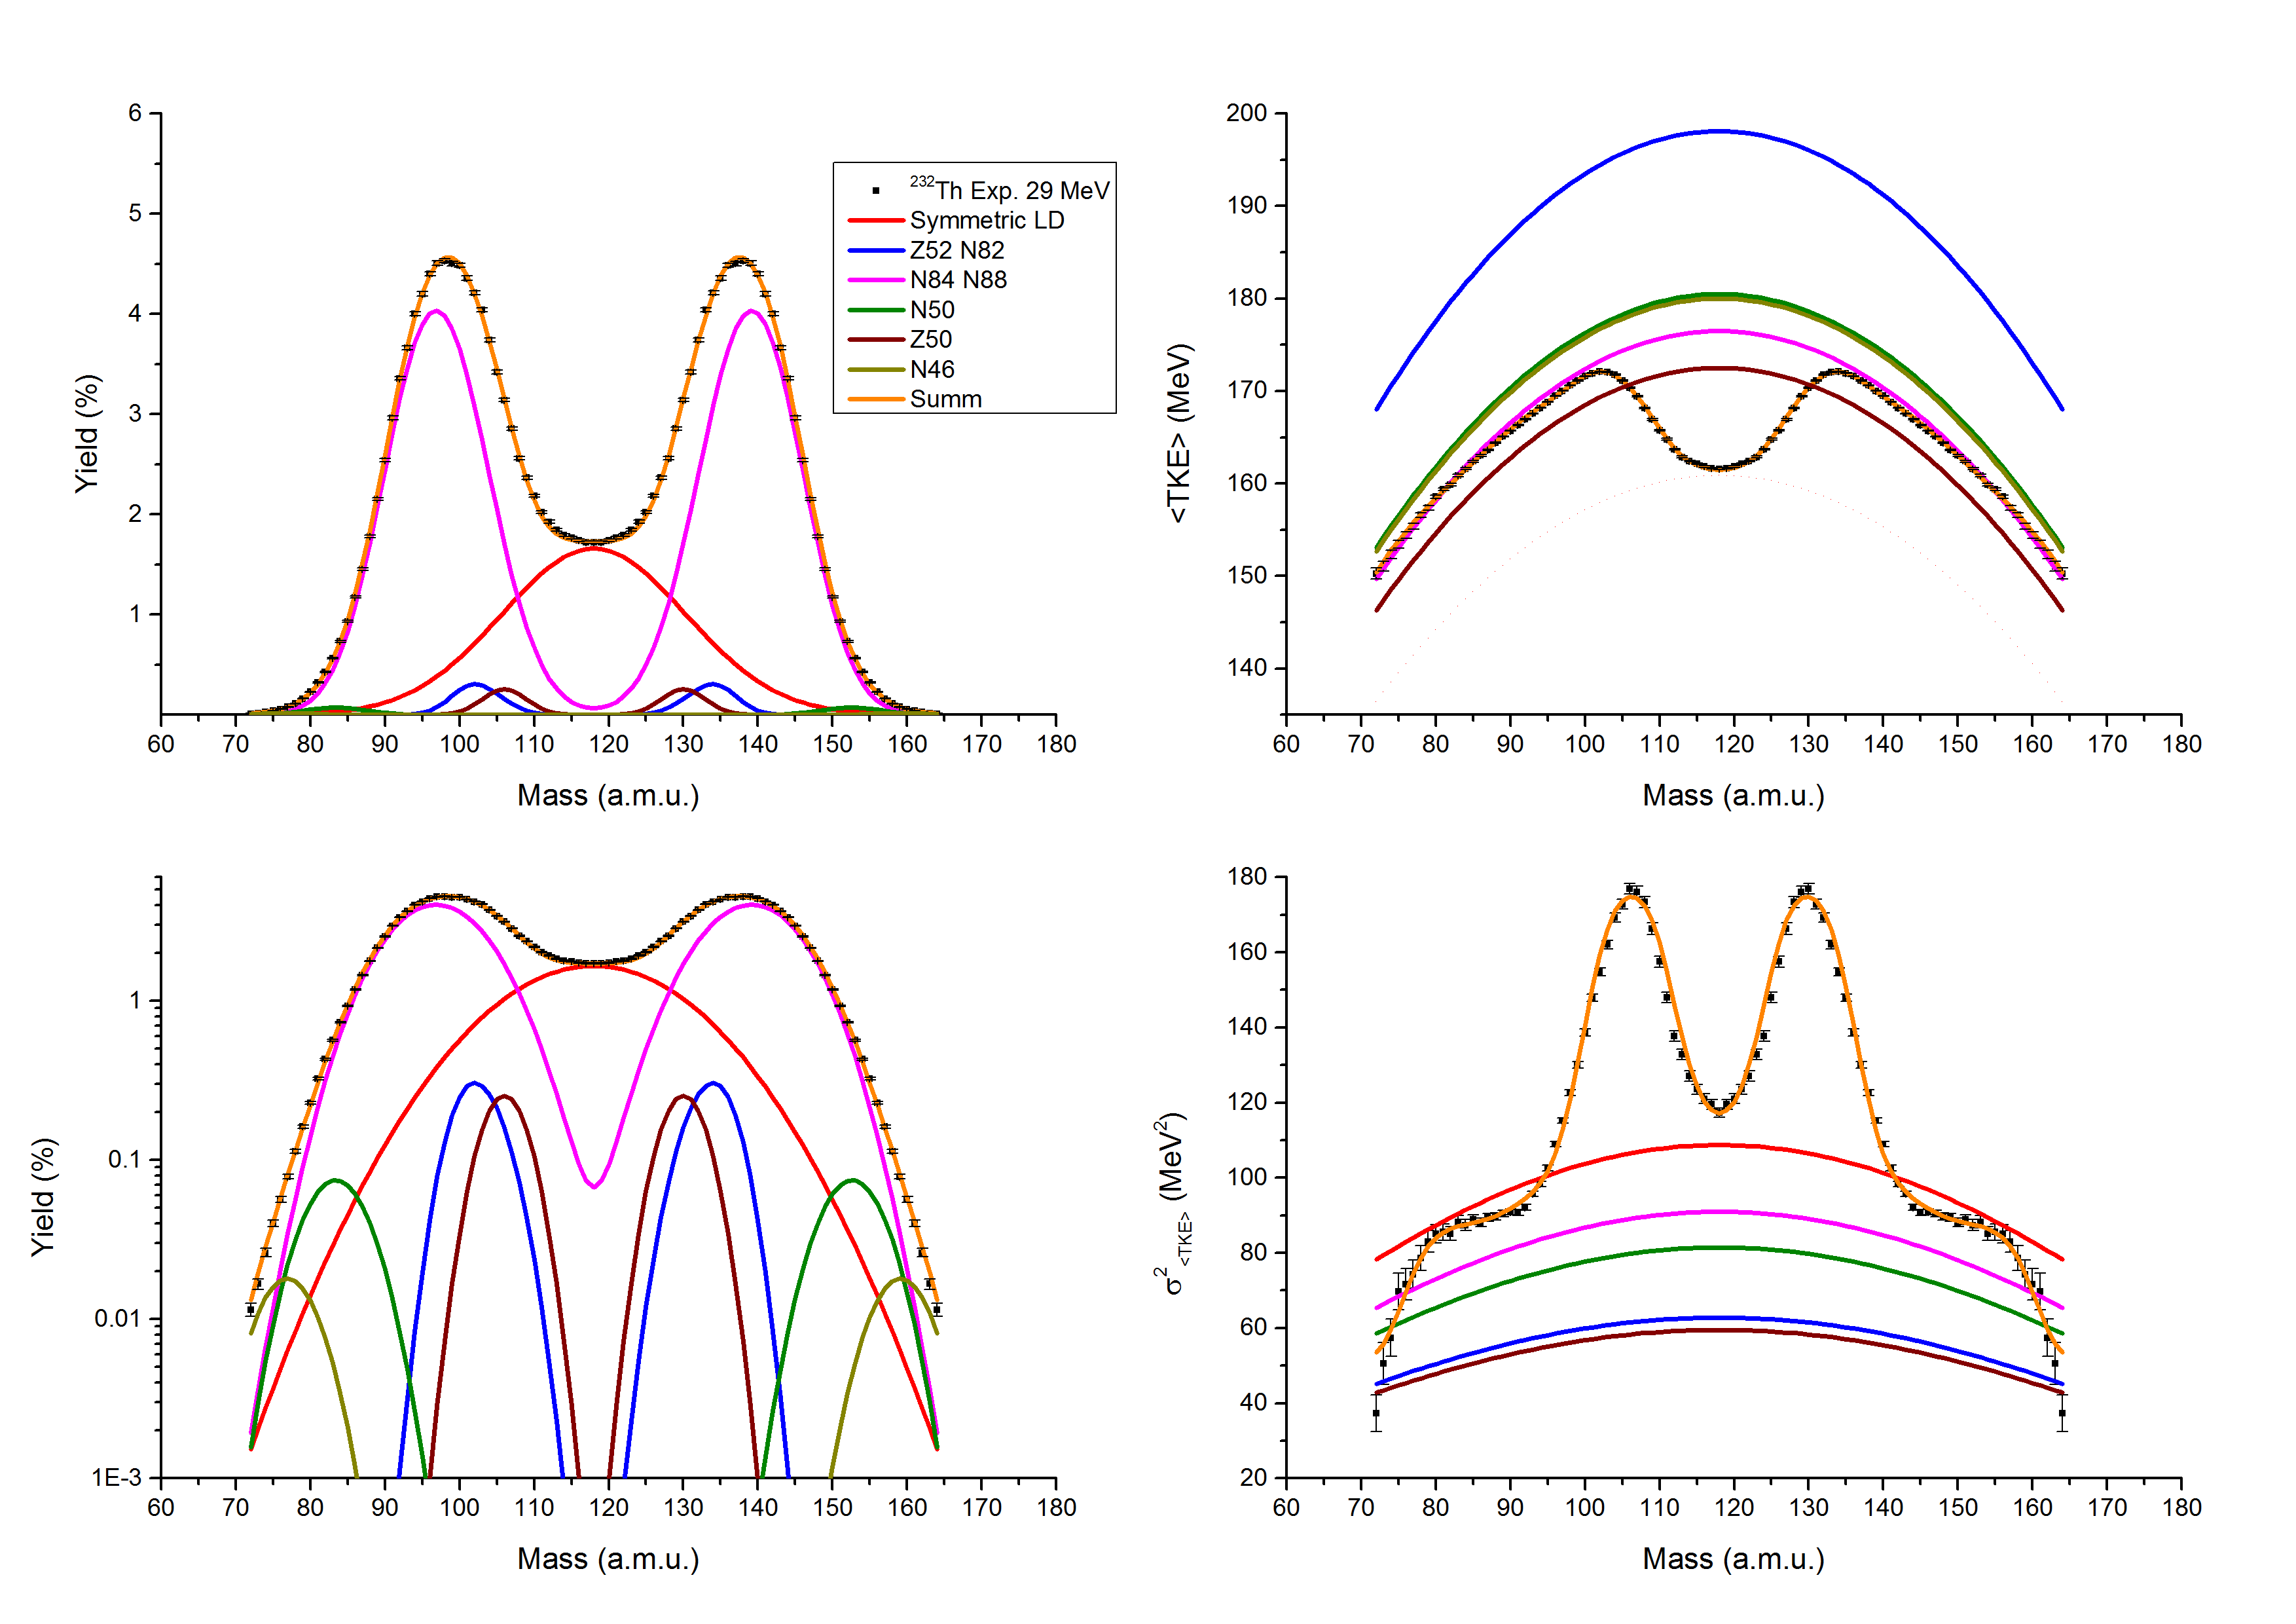 6
5
4
3
2
1
60 70 80 90 100 110 120 130 140 150 160 170 180
Yield (%)
Mass (a.m.u.)
²³²Th Exp. 29 MeV
Symmetric LD
Z52 N82
N84 N88
N50
Z50
N46
Summ
200
190
180
170
160
150
140
60 70 80 90 100 110 120 130 140 150 160 170 180
<TKE> (MeV)
Mass (a.m.u.)
1
0.1
0.01
1E-3
60 70 80 90 100 110 120 130 140 150 160 170 180
Yield (%)
Mass (a.m.u.)
180
160
140
120
100
80
60
40
20
60 70 80 90 100 110 120 130 140 150 160 170 180
σ²<TKE> (MeV²)
Mass (a.m.u.)